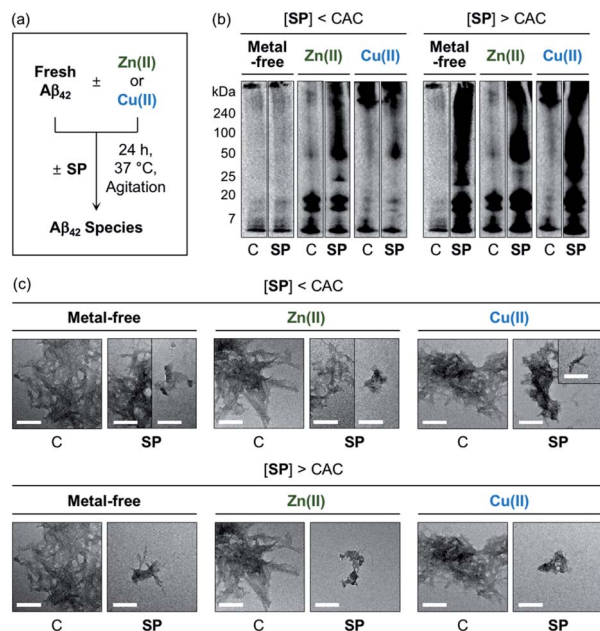 (a)
Fresh Aβ₄₂ ± Zn(II) or Cu(II)
± SP
24 h, 37 °C, Agitation
Aβ₄₂ Species
(b)
[SP] < CAC
[SP] > CAC
Metal-free Zn(II) Cu(II) Metal-free Zn(II) Cu(II)
kDa
240
100
50
25
20
7
C SP C SP C SP C SP C SP C SP
(c)
[SP] < CAC
Metal-free Zn(II) Cu(II)
C SP C SP C SP
[SP] > CAC
Metal-free Zn(II) Cu(II)
C SP C SP C SP